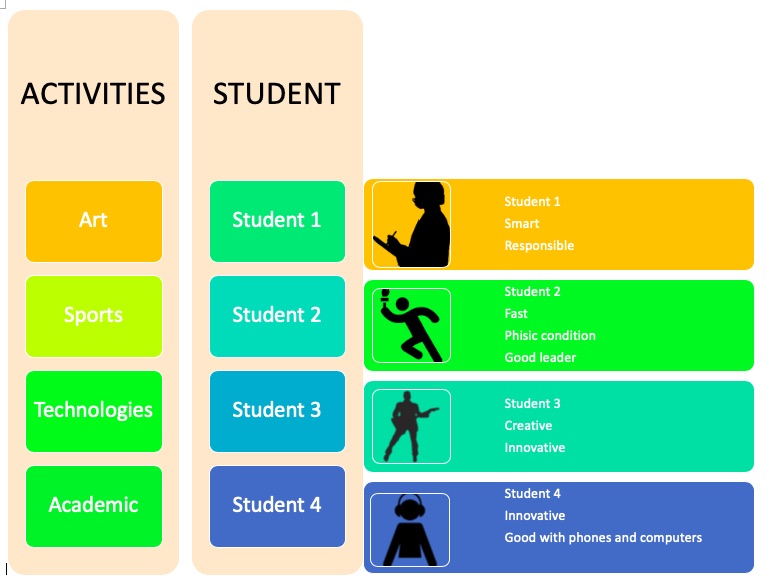 ACTIVITIES
STUDENT
Art
Student 1
Student 1
Smart
Responsible
Sports
Student 2
Student 2
Fast
Phisic condition
Good leader
Technologies
Student 3
Student 3
Creative
Innovative
Academic
Student 4
Student 4
Innovative
Good with phones and computers